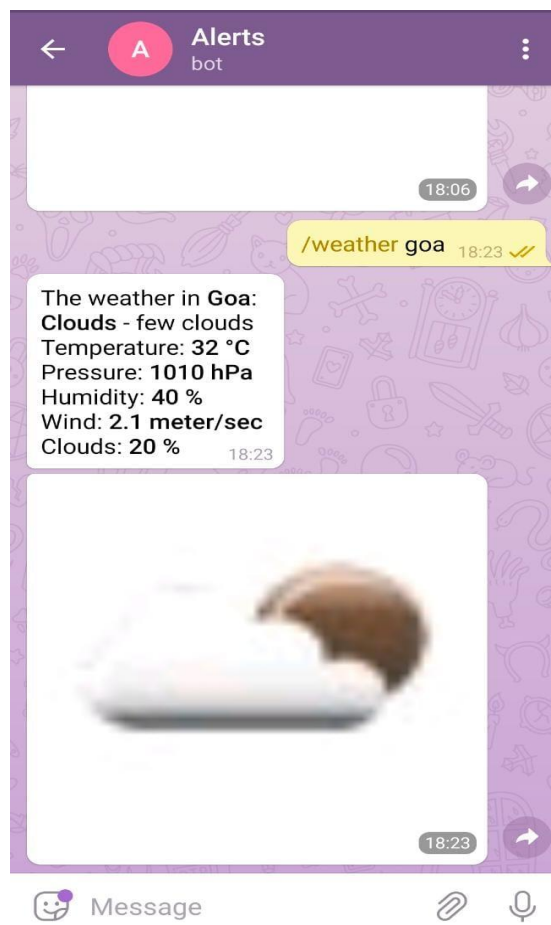 A
Alerts
bot
18:06
/weather goa 18:23
The weather in Goa:
Clouds - few clouds
Temperature: 32 °C
Pressure: 1010 hPa
Humidity: 40 %
Wind: 2.1 meter/sec
Clouds: 20 % 18:23
18:23
Message